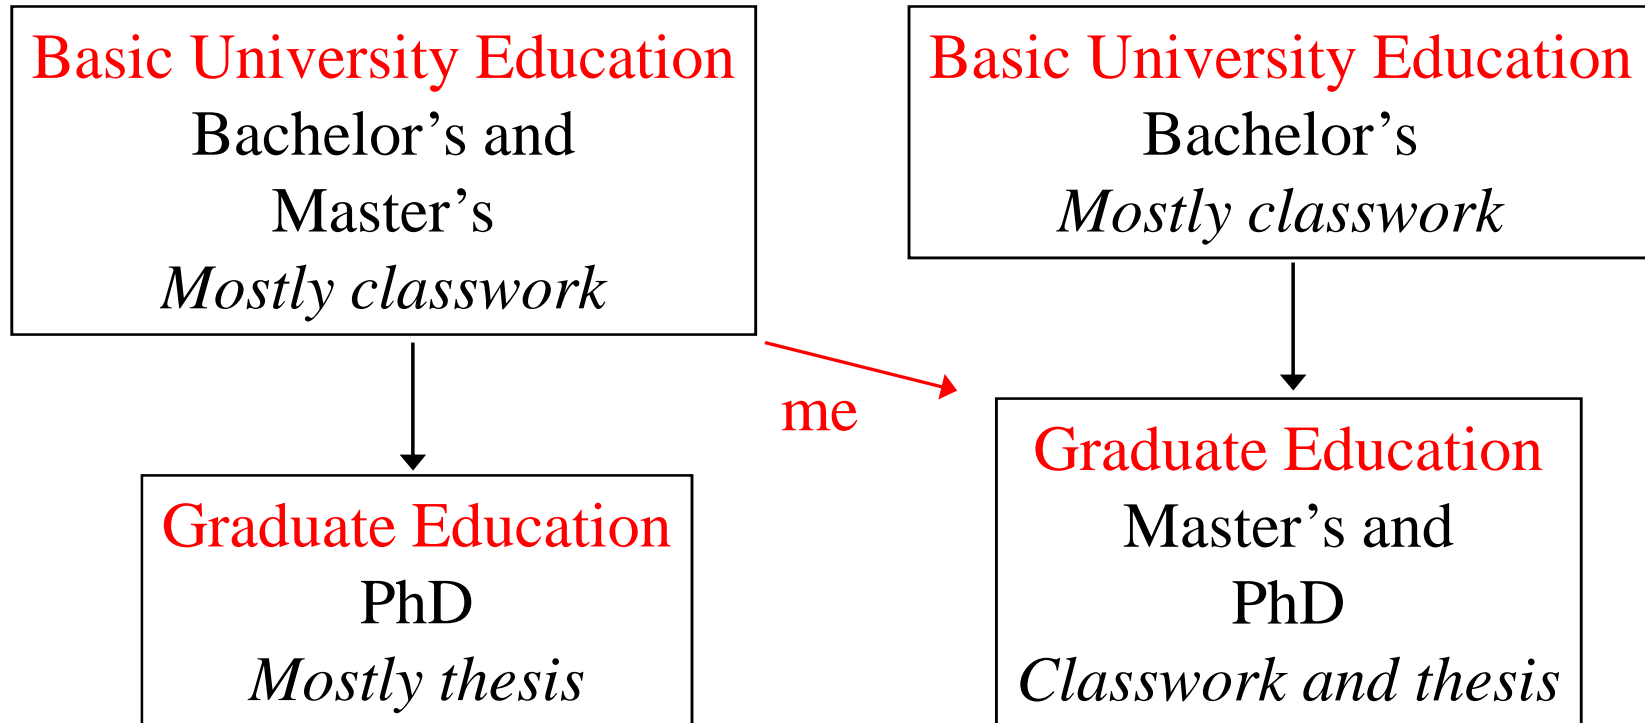 Basic University Education
Bachelor’s and
Master’s
Mostly classwork
Basic University Education
Bachelor’s
Mostly classwork
me
Graduate Education
PhD
Mostly thesis
Graduate Education
Master’s and
PhD
Classwork and thesis